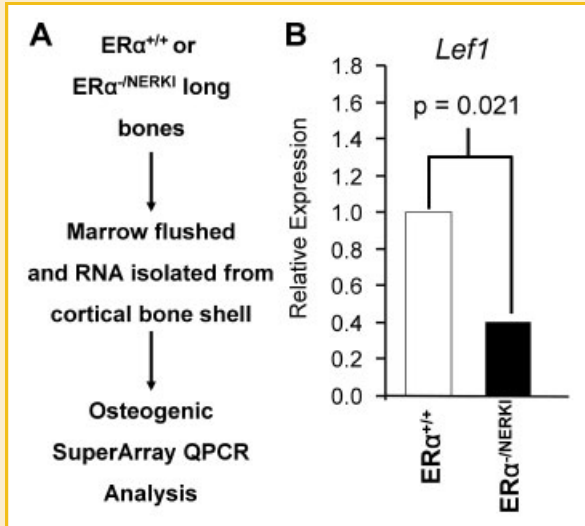 A
ERα+/+ or
ERα-/NERKI long
bones
Marrow flushed
and RNA isolated from
cortical bone shell
Osteogenic
SuperArray QPCR
Analysis
B
Lef1
p = 0.021
Relative Expression
1.8
1.6
1.4
1.2
1.0
0.8
0.6
0.4
0.2
0.0
ERα+/+
ERα-/NERKI